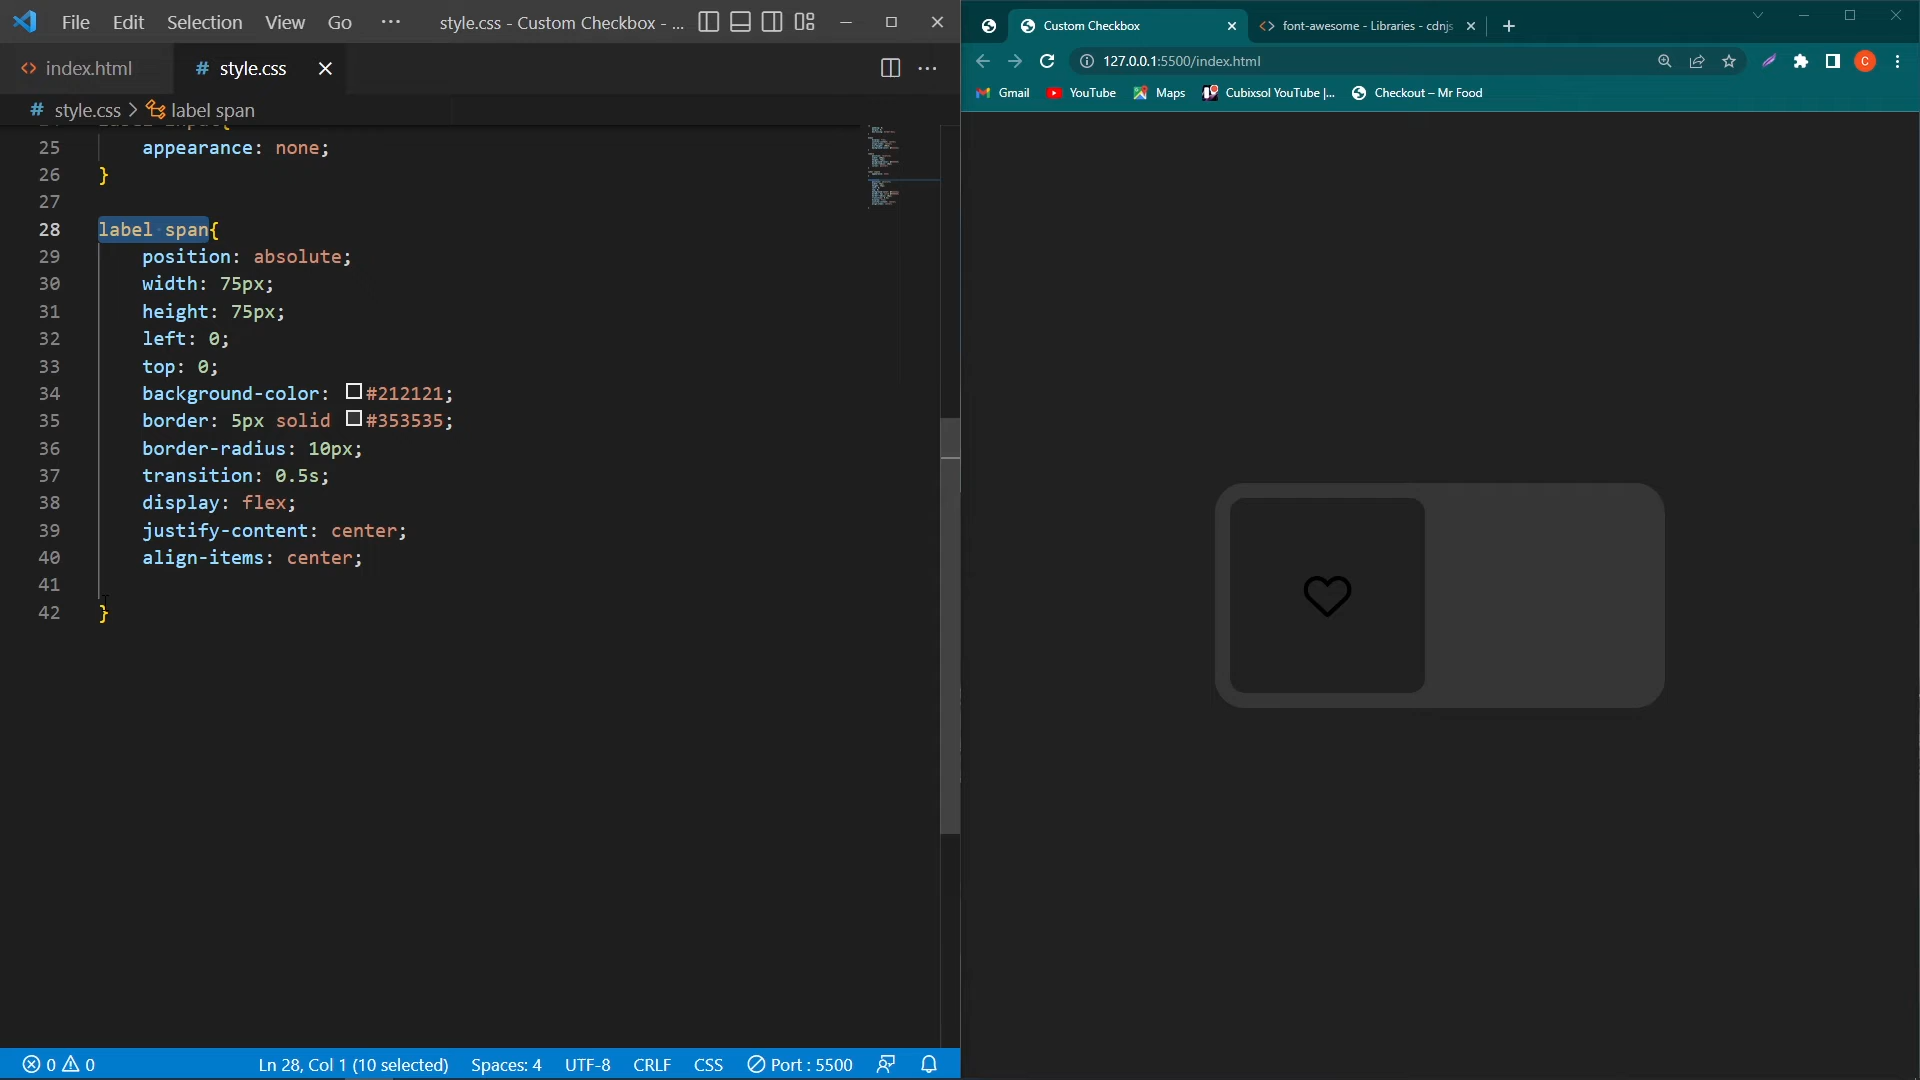 File Edit Selection View Go ··· style.css - Custom Checkbox - ...
index.html # style.css
# style.css > label span
25 appearance: none;
26 }
27
28 label span{
29 position: absolute;
30 width: 75px;
31 height: 75px;
32 left: 0;
33 top: 0;
34 background-color: #212121;
35 border: 5px solid #353535;
36 border-radius: 10px;
37 transition: 0.5s;
38 display: flex;
39 justify-content: center;
40 align-items: center;
41
42 }
0 0 Ln 28, Col 1 (10 selected) Spaces: 4 UTF-8 CRLF CSS Port : 5500
Custom Checkbox font-awesome - Libraries - cdnjs
127.0.0.1:5500/index.html C
Gmail YouTube Maps Cubixsol YouTube |... Checkout – Mr Food